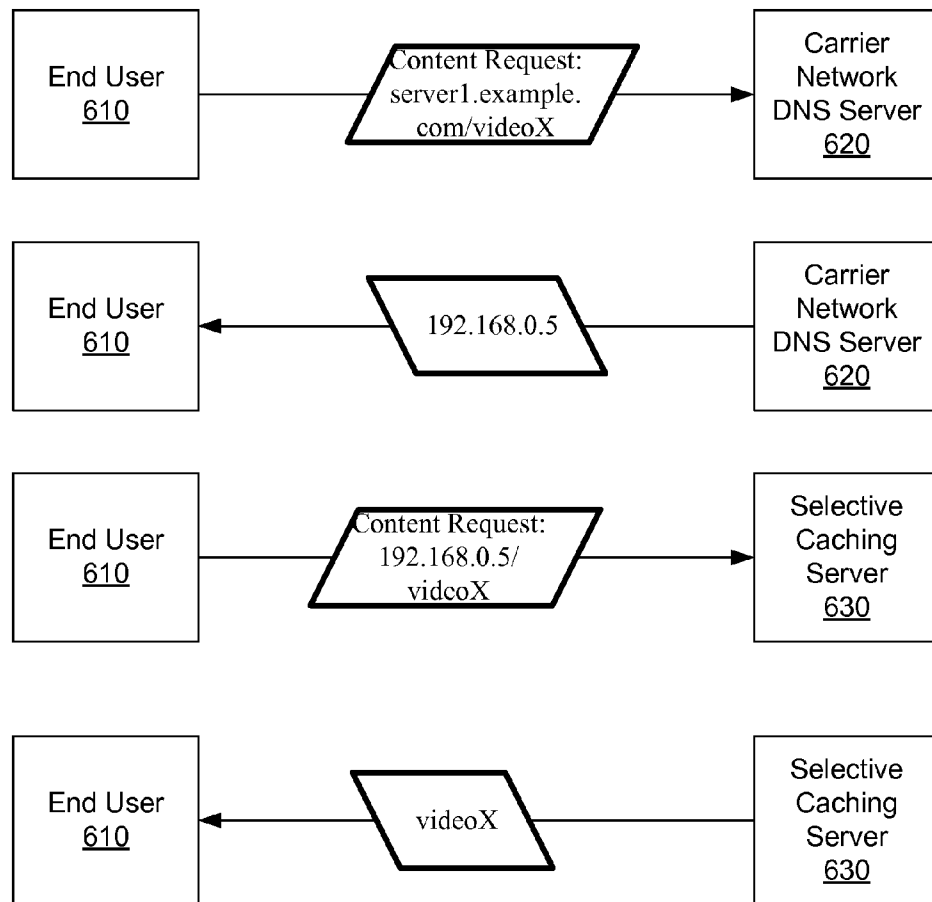 End User
610
Content Request:
server1.example.
com/videoX
Carrier
Network
DNS Server
620
End User
610
192.168.0.5
Carrier
Network
DNS Server
620
End User
610
Content Request:
192.168.0.5/
videoX
Selective
Caching
Server
630
End User
610
videoX
Selective
Caching
Server
630